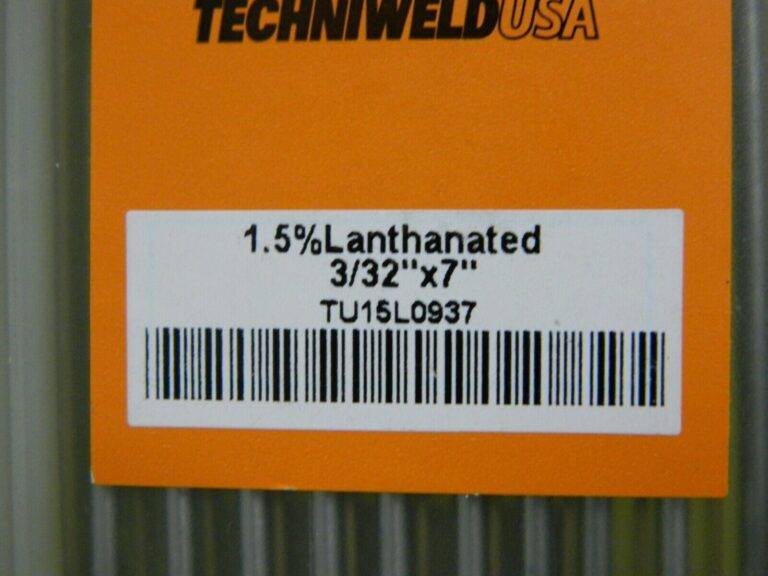 TECHNIWELDUSA
1.5%Lanthanated
3/32"x7"
TU15L0937